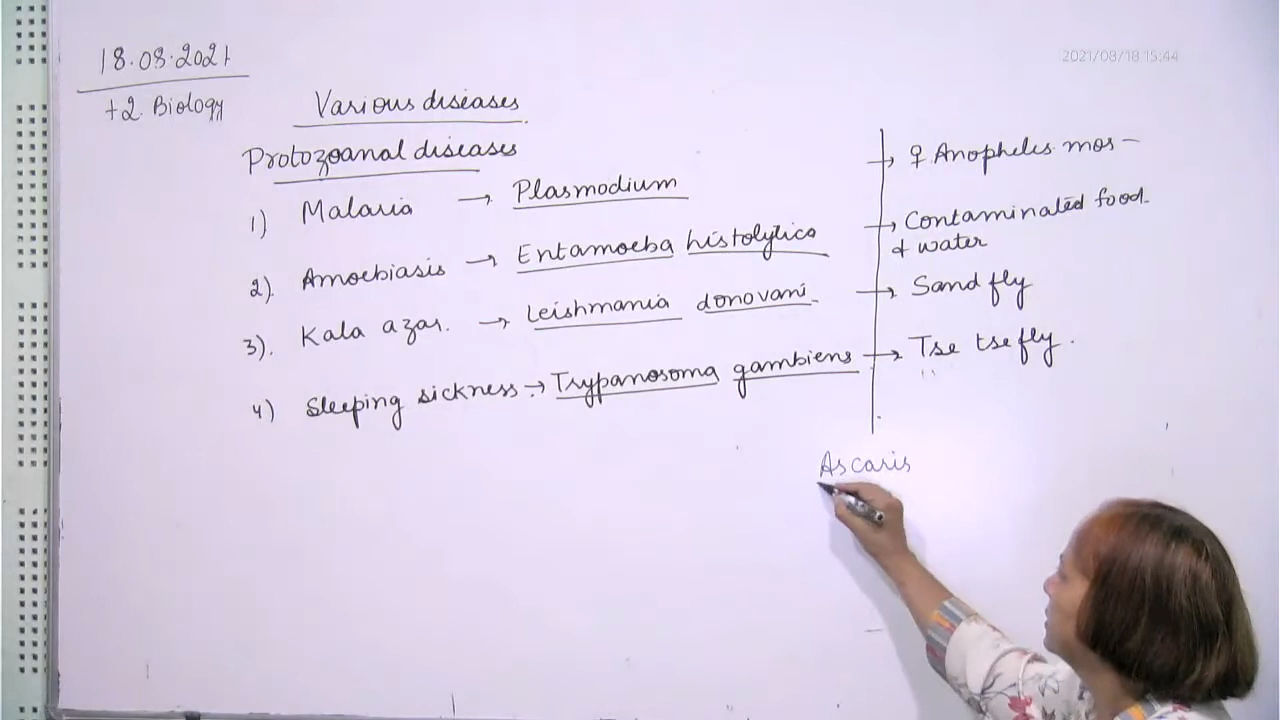 18.08.2021
+2 Biology
2021/08/18 15:44
Various diseases
Protozoanal diseases
1) Malaria → Plasmodium → ♀ Anopheles mos-
2). Amoebiasis → Entamoeba histolytica → Contaminated food
& water
3). Kala azar. → Leishmania donovani → Sand fly
4) Sleeping sickness → Trypanosoma gambiens → Tse tse fly.
Ascaris